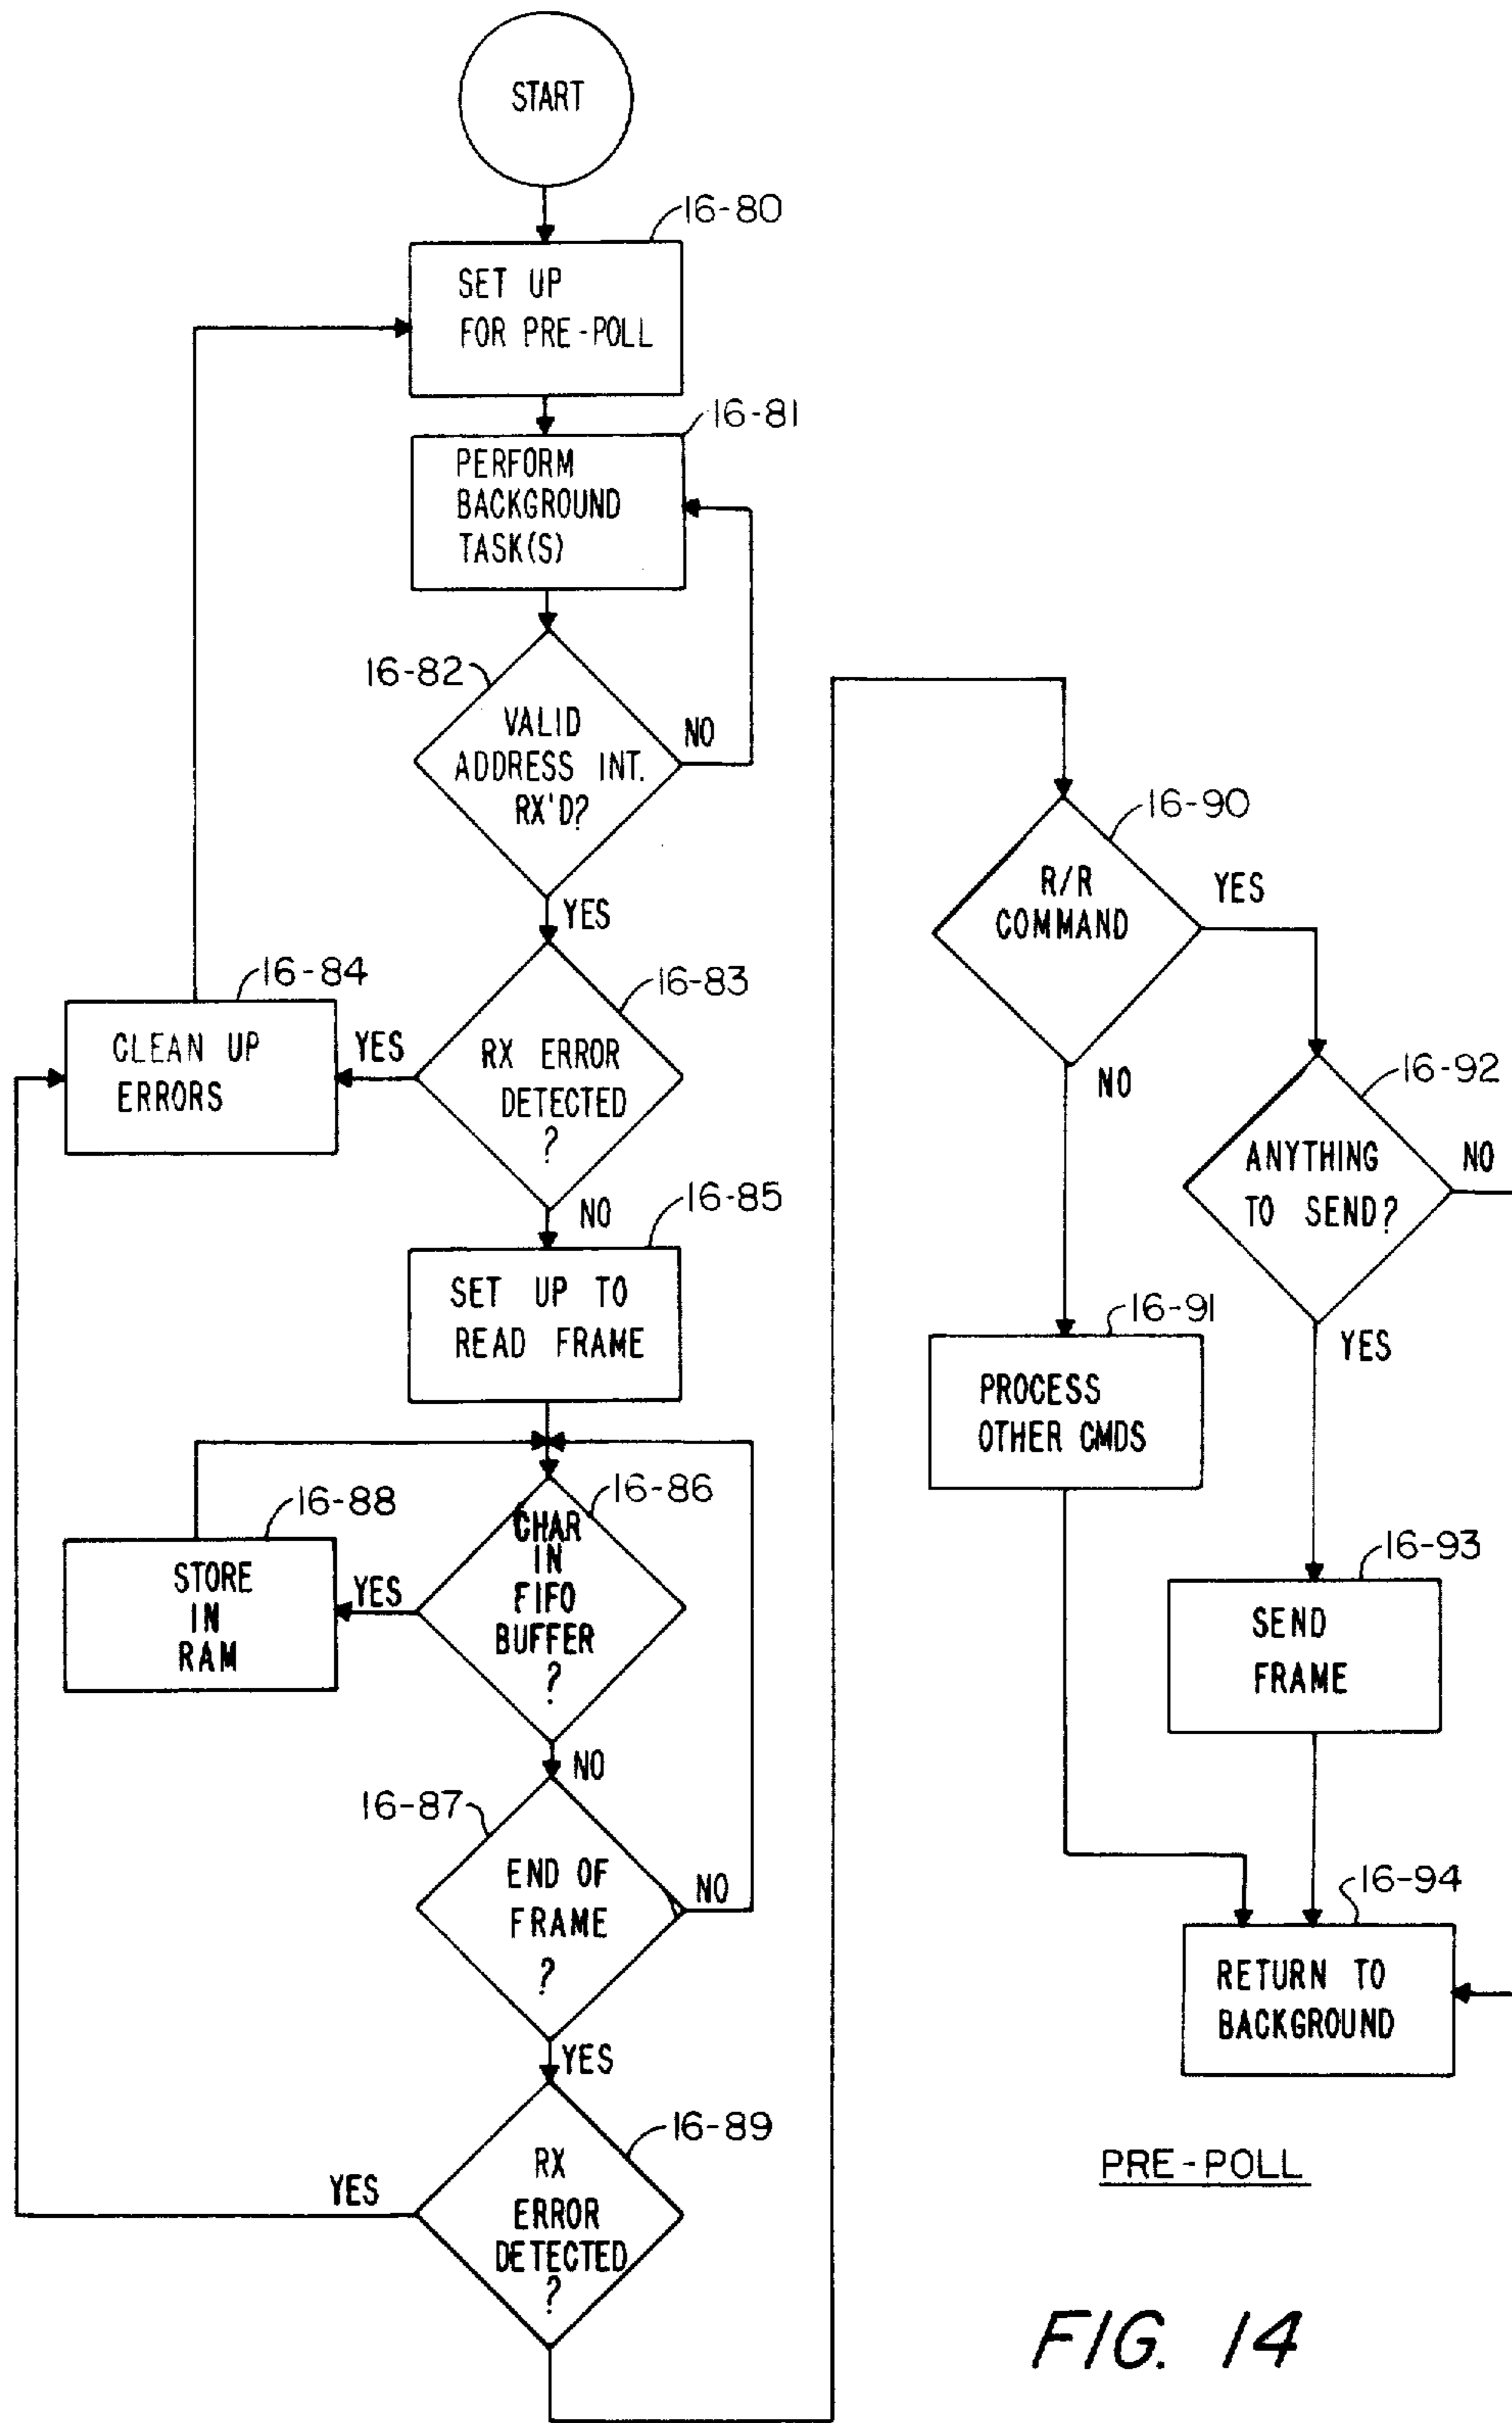 START
16-80
SET UP
FOR PRE-POLL
16-81
PERFORM
BACKGROUND
TASK(S)
16-82
VALID
ADDRESS INT.
RX'D?
NO
YES
16-83
RX ERROR
DETECTED
?
YES
16-84
CLEAN UP
ERRORS
NO
16-85
SET UP TO
READ FRAME
16-86
CHAR
IN
FIFO
BUFFER
?
YES
16-88
STORE
IN
RAM
NO
16-87
END OF
FRAME
?
NO
YES
16-89
RX
ERROR
DETECTED
?
YES
16-90
R/R
COMMAND
YES
NO
16-91
PROCESS
OTHER CMDS
16-92
ANYTHING
TO SEND?
NO
YES
16-93
SEND
FRAME
16-94
RETURN TO
BACKGROUND
PRE-POLL
FIG. 14